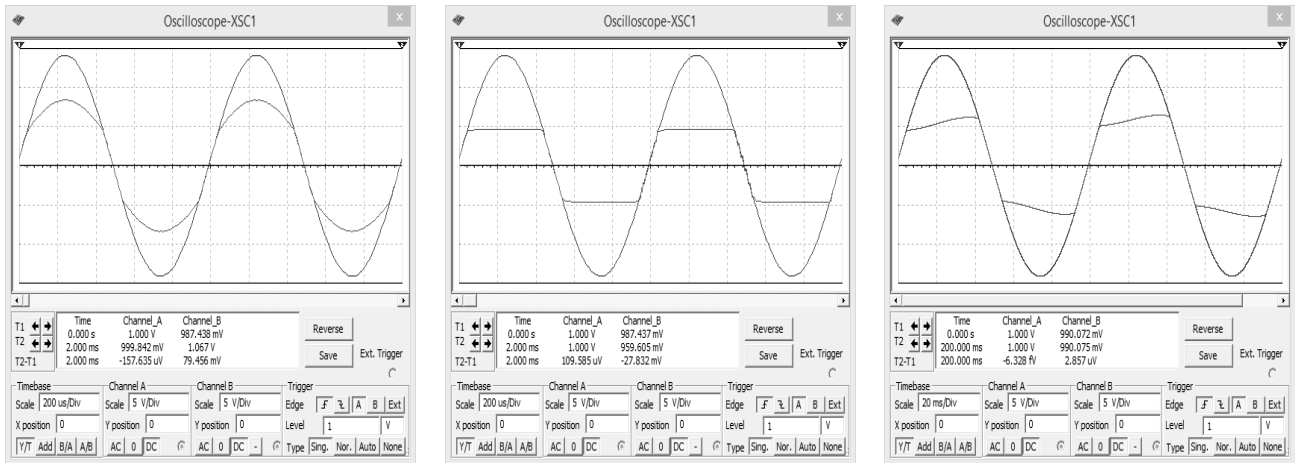 Oscilloscope-XSC1 x
T1 Time Channel_A Channel_B
0.000 s 1.000 V 987.438 mV
T2 2.000 ms 999.842 mV 1.067 V
T2-T1 2.000 ms -157.635 uV 79.456 mV
Reverse
Save
Ext. Trigger
Timebase Channel A Channel B Trigger
Scale 200 us/Div Scale 5 V/Div Scale 5 V/Div Edge A B Ext
X position 0 Y position 0 Y position 0 Level 1 V
Y/T Add B/A A/B AC 0 DC AC 0 DC - Type Sing. Nor. Auto None
Oscilloscope-XSC1 x
T1 Time Channel_A Channel_B
0.000 s 1.000 V 987.437 mV
T2 2.000 ms 1.000 V 959.605 mV
T2-T1 2.000 ms 109.585 uV -27.832 mV
Reverse
Save
Ext. Trigger
Timebase Channel A Channel B Trigger
Scale 200 us/Div Scale 5 V/Div Scale 5 V/Div Edge A B Ext
X position 0 Y position 0 Y position 0 Level 1 V
Y/T Add B/A A/B AC 0 DC AC 0 DC - Type Sing. Nor. Auto None
Oscilloscope-XSC1 x
T1 Time Channel_A Channel_B
0.000 s 1.000 V 990.072 mV
T2 200.000 ms 1.000 V 990.075 mV
T2-T1 200.000 ms -6.328 fV 2.857 uV
Reverse
Save
Ext. Trigger
Timebase Channel A Channel B Trigger
Scale 20 ms/Div Scale 5 V/Div Scale 5 V/Div Edge A B Ext
X position 0 Y position 0 Y position 0 Level 1 V
Y/T Add B/A A/B AC 0 DC AC 0 DC - Type Sing. Nor. Auto None